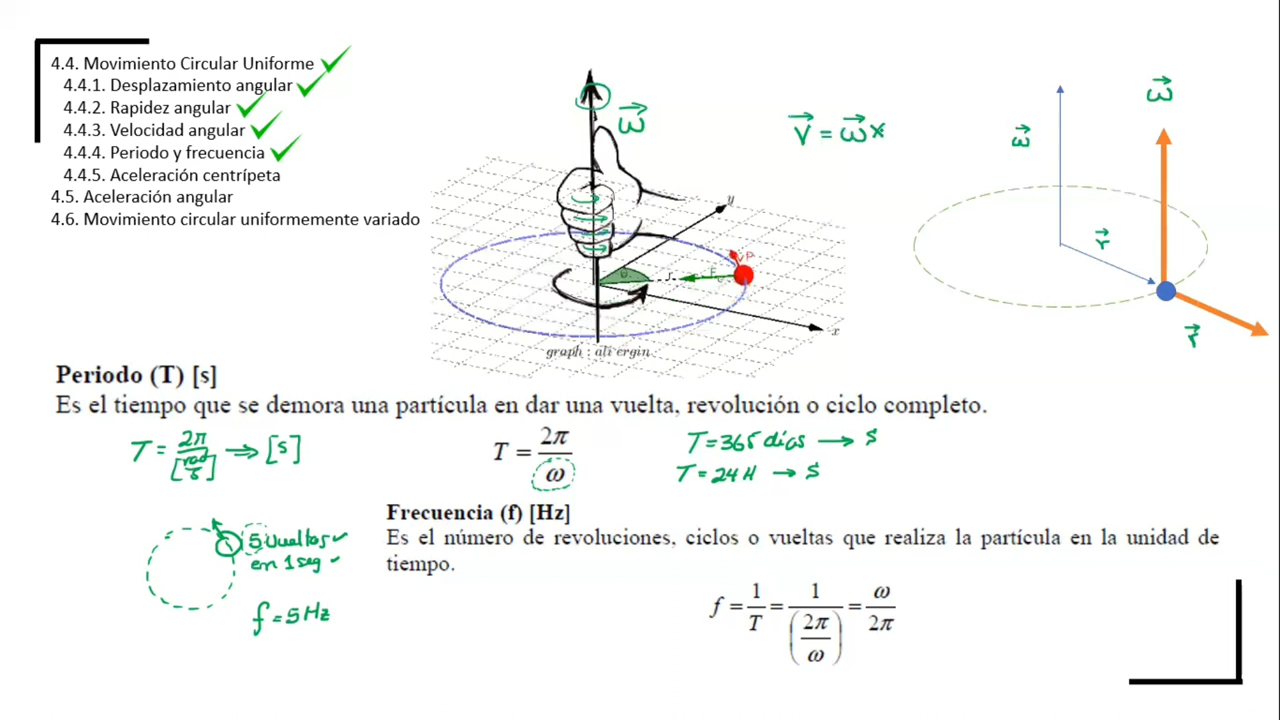 4.4. Movimiento Circular Uniforme
4.4.1. Desplazamiento angular
4.4.2. Rapidez angular
4.4.3. Velocidad angular
4.4.4. Periodo y frecuencia
4.4.5. Aceleración centrípeta
4.5. Aceleración angular
4.6. Movimiento circular uniformemente variado
ω⃗
y
r
x
graph : ali ergin
v⃗ = ω⃗ x
ω⃗
ω⃗
r⃗
r⃗
Periodo (T) [s]
Es el tiempo que se demora una partícula en dar una vuelta, revolución o ciclo completo.
T = 2π / [rad/s] ⇒ [s]
T = 2π / ω
T = 365 días → s
T = 24 H → s
5 vueltas
en 1 seg
f = 5 Hz
Frecuencia (f) [Hz]
Es el número de revoluciones, ciclos o vueltas que realiza la partícula en la unidad de
tiempo.
f = 1/T = 1/(2π/ω) = ω/2π